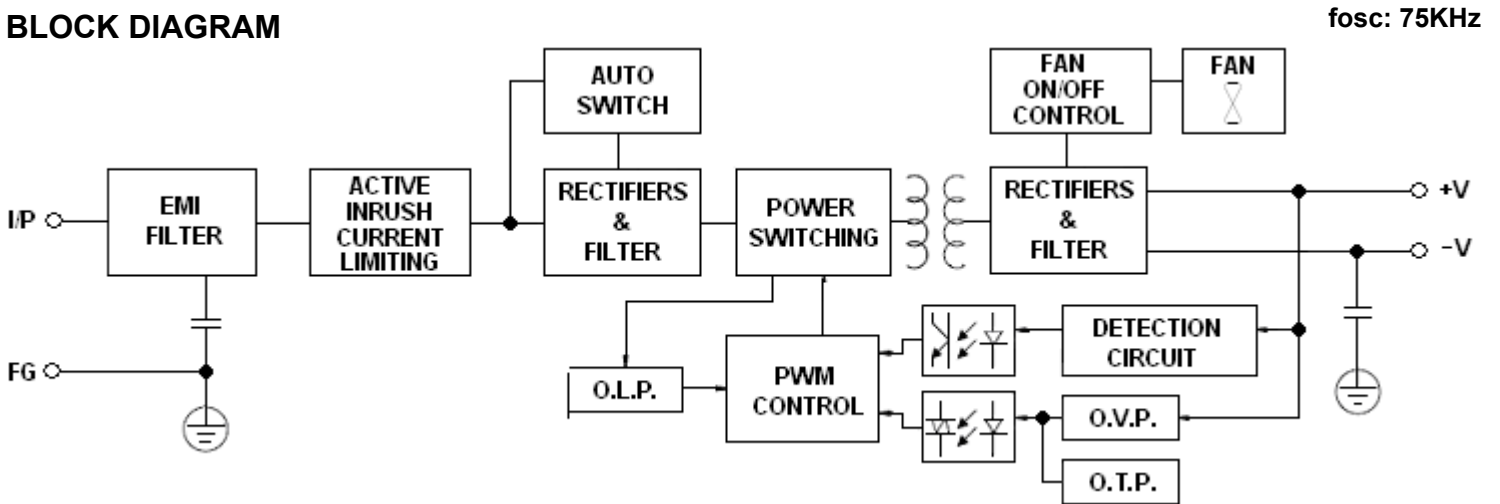 BLOCK DIAGRAM
fosc: 75KHz
AUTO
SWITCH
FAN
ON/OFF
CONTROL
FAN
I/P
EMI
FILTER
ACTIVE
INRUSH
CURRENT
LIMITING
RECTIFIERS
&
FILTER
POWER
SWITCHING
RECTIFIERS
&
FILTER
+V
-V
FG
O.L.P.
PWM
CONTROL
DETECTION
CIRCUIT
O.V.P.
O.T.P.